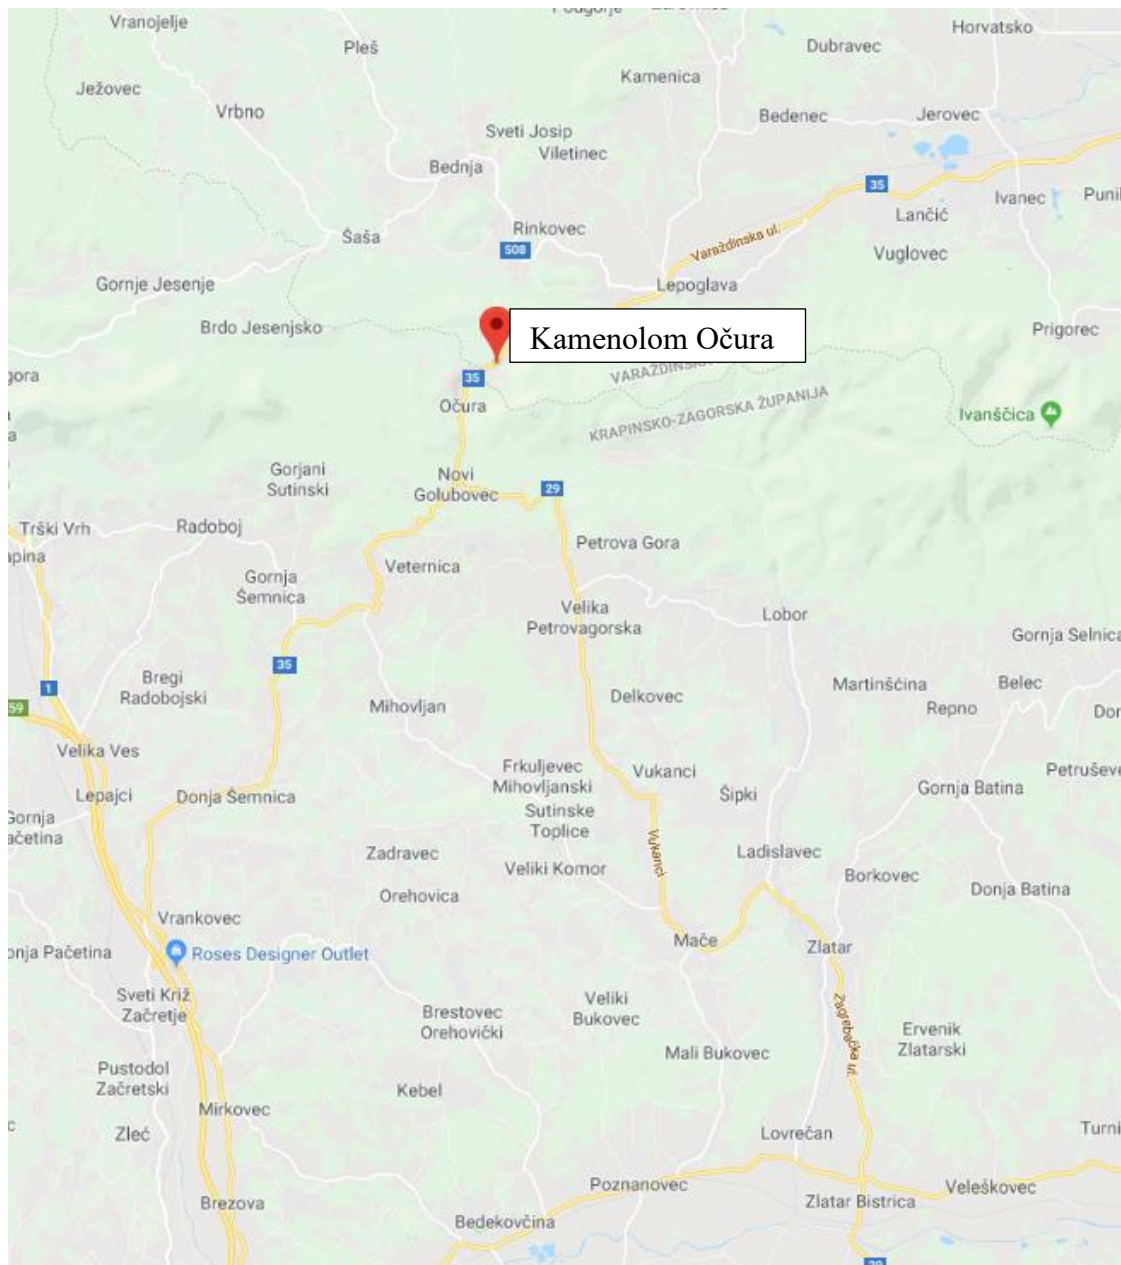 Vranojelje
Horvatsko
Pleš
Dubravec
Kamenica
Ježovec
Vrbno
Bedenec
Jerovec
Sveti Josip
Viletinec
Bednja
35
Ivanec
Lančić
Rinkovec
Šaša
Varaždinska ul.
508
Vuglovec
Gornje Jesenje
Lepoglava
Brdo Jesenjsko
Kamenolom Očura
Prigorec
35
Očura
KRAPINSKO-ZAGORSKA ŽUPANIJA
Ivanščica
Gorjani
Sutinski
Novi
Golubovec
29
Trški Vrh
Radoboj
Petrova Gora
Veternica
Gornja
Šemnica
Velika
Petrovagorska
Lobor
Gornja Selnica
35
Bregi
Radobojski
1
59
Mihovljan
Delkovec
Martinšćina
Belec
Repno
Velika Ves
Frkuljevec
Mihovljanski
Vukanci
Lepajci
Donja Šemnica
Sutinske
Toplice
Šipki
Gornja Batina
Gornja
Vukanci
Zadravec
Veliki Komor
Ladislavec
Borkovec
Orehovica
Donja Batina
Vrankovec
Mače
Zlatar
Roses Designer Outlet
Sveti Križ
Začretje
Veliki
Bukovec
Brestovec
Orehovički
Zagrebačka ul.
Ervenik
Zlatarski
Mali Bukovec
Pustodol
Začretski
Kebel
Mirkovec
Zleć
Lovrečan
Poznanovec
Veleškovec
Brezova
Zlatar Bistrica
Bedekovčina
29